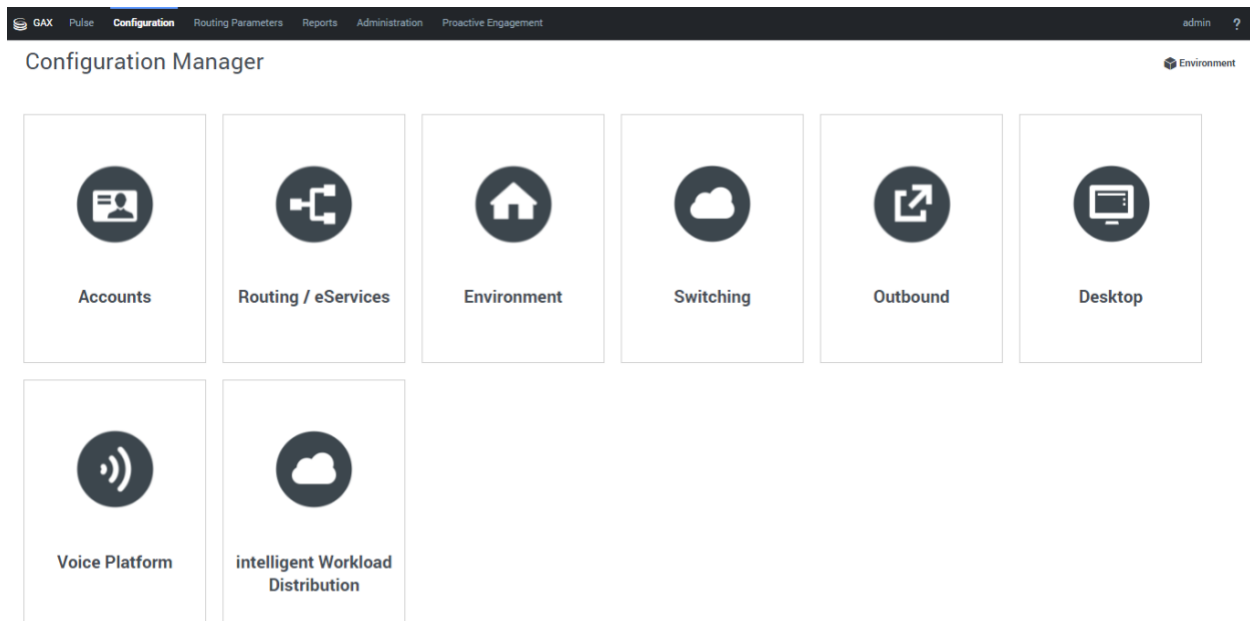 GAX Pulse Configuration Routing Parameters Reports Administration Proactive Engagement admin ?
Configuration Manager Environment
Accounts Routing / eServices Environment Switching Outbound Desktop
Voice Platform intelligent Workload
Distribution